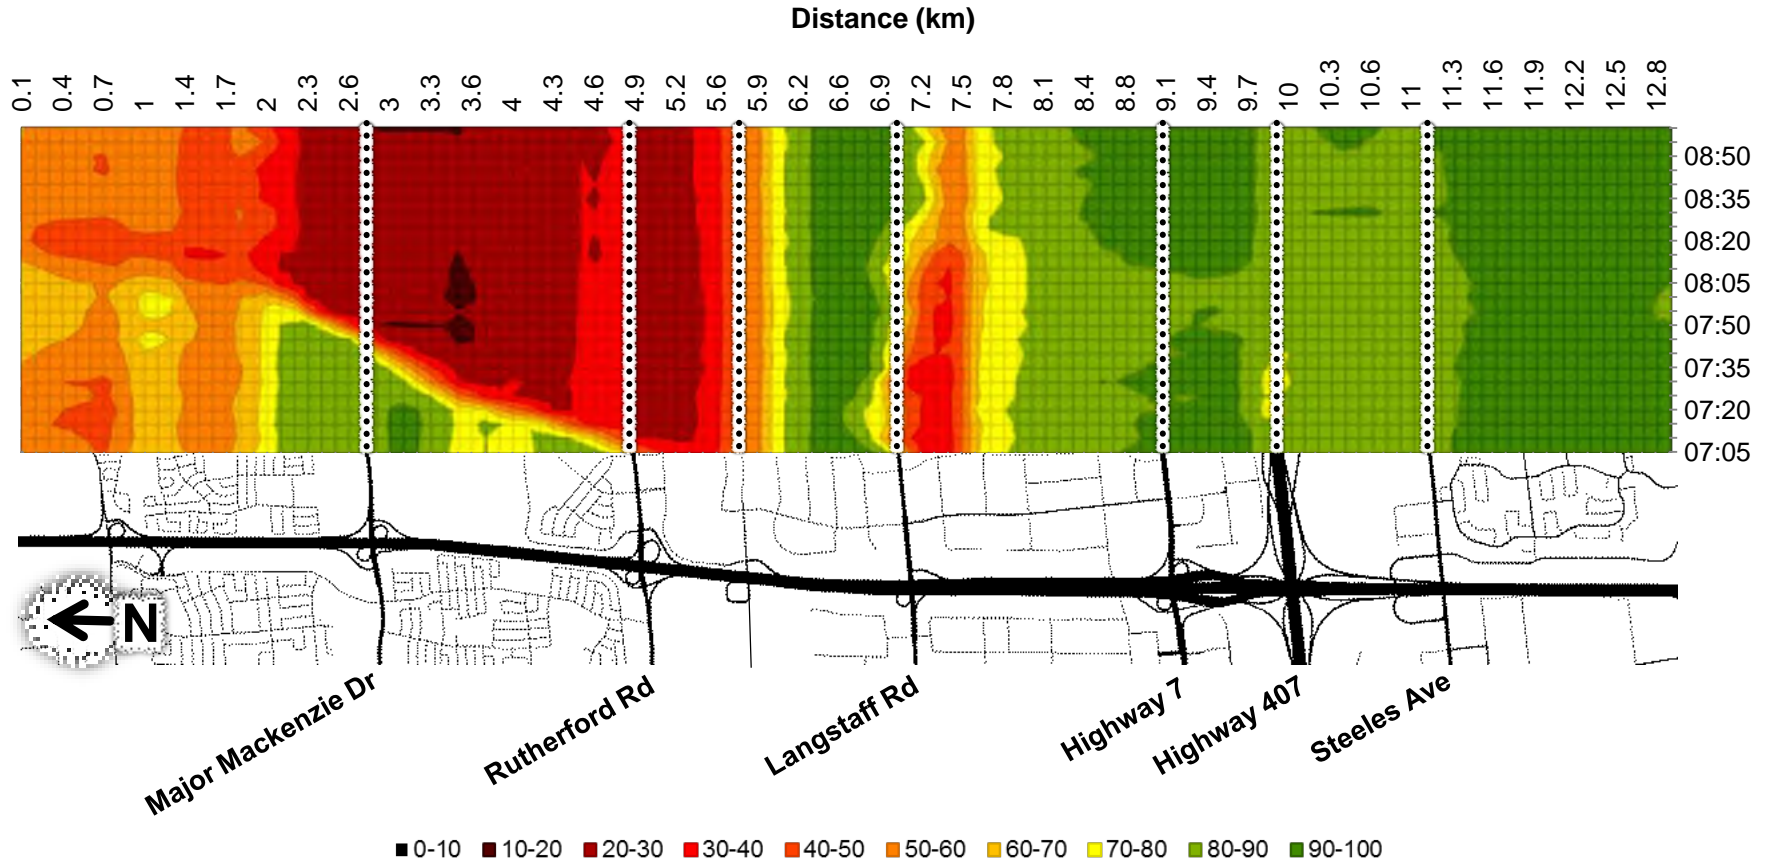 Distance (km)
0.1 0.4 0.7 1 1.4 1.7 2 2.3 2.6 3 3.3 3.6 4 4.3 4.6 4.9 5.2 5.6 5.9 6.2 6.6 6.9 7.2 7.5 7.8 8.1 8.4 8.8 9.1 9.4 9.7 10 10.3 10.6 11 11.3 11.6 11.9 12.2 12.5 12.8
08:50
08:35
08:20
08:05
07:50
07:35
07:20
07:05
N
Major Mackenzie Dr
Rutherford Rd
Langstaff Rd
Highway 7
Highway 407
Steeles Ave
0-10 10-20 20-30 30-40 40-50 50-60 60-70 70-80 80-90 90-100